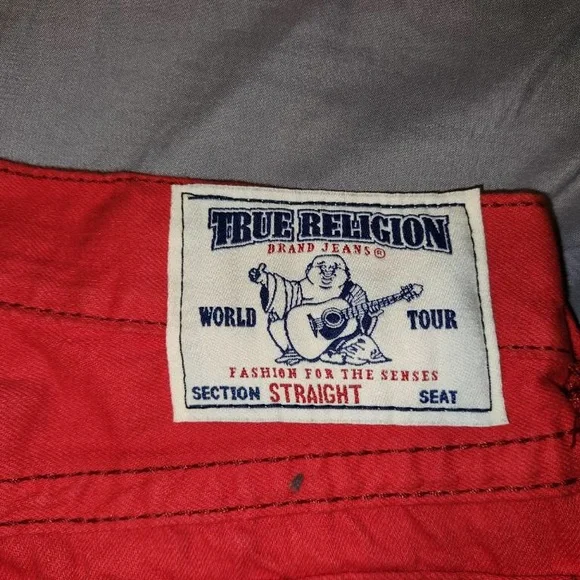 TRUE RELIGION
BRAND JEANS®
WORLD TOUR
FASHION FOR THE SENSES
SECTION STRAIGHT SEAT